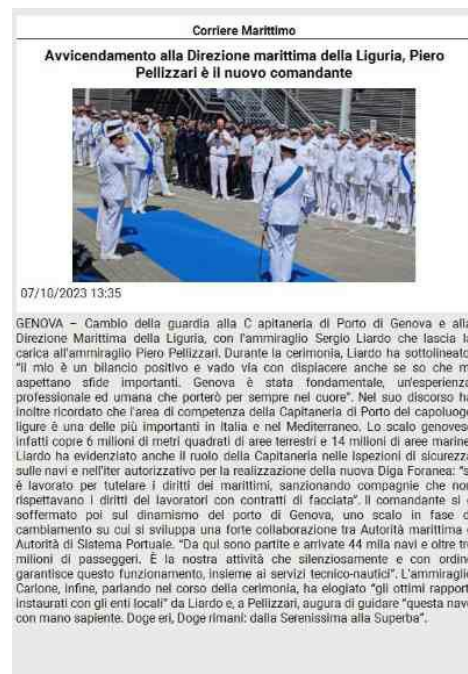 Corriere Marittimo
Avvicendamento alla Direzione marittima della Liguria, Piero
Pellizzari è il nuovo comandante
07/10/2023 13:35
GENOVA – Cambio della guardia alla C apitaneria di Porto di Genova e alla
Direzione Marittima della Liguria, con l'ammiraglio Sergio Liardo che lascia la
carica all'ammiraglio Piero Pellizzari. Durante la cerimonia, Liardo ha sottolineato
"il mio è un bilancio positivo e vado via con dispiacere anche se so che m
aspettano sfide importanti. Genova è stata fondamentale, un'esperienza
professionale ed umana che porterò per sempre nel cuore". Nel suo discorso ha
inoltre ricordato che l'area di competenza della Capitaneria di Porto del capoluogo
ligure è una delle più importanti in Italia e nel Mediterraneo. Lo scalo genovese
infatti copre 6 milioni di metri quadrati di aree terrestri e 14 milioni di aree marine
Liardo ha evidenziato anche il ruolo della Capitaneria nelle ispezioni di sicurezza
sulle navi e nell'iter autorizzativo per la realizzazione della nuova Diga Foranea: "s
è lavorato per tutelare i diritti dei marittimi, sanzionando compagnie che non
rispettavano i diritti dei lavoratori con contratti di facciata". Il comandante si
soffermato poi sul dinamismo del porto di Genova, uno scalo in fase d
cambiamento su cui si sviluppa una forte collaborazione tra Autorità marittima
Autorità di Sistema Portuale. "Da qui sono partite e arrivate 44 mila navi e oltre tre
milioni di passeggeri. È la nostra attività che silenziosamente e con ordine
garantisce questo funzionamento, insieme ai servizi tecnico-nautici". L'ammiraglio
Carlone, infine, parlando nel corso della cerimonia, ha elogiato "gli ottimi rapport
instaurati con gli enti locali" da Liardo e, a Pellizzari, augura di guidare "questa nave
con mano sapiente. Doge eri, Doge rimani: dalla Serenissima alla Superba".